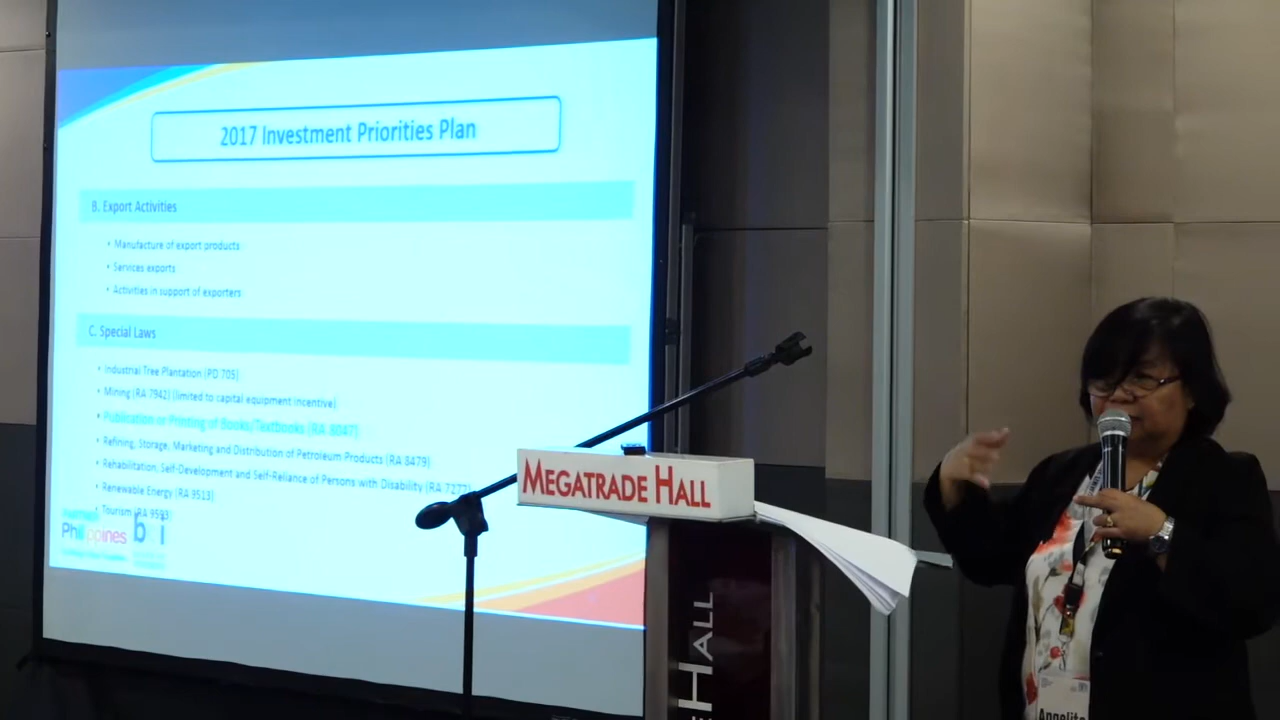 2017 Investment Priorities Plan
B. Export Activities
• Manufacture of export products
• Services exports
• Activities in support of exporters
C. Special Laws
• Industrial Tree Plantation (PD 705)
• Mining (RA 7942) (limited to capital equipment incentive)
• Publication or Printing of Books/Textbooks (RA 8047)
• Refining, Storage, Marketing and Distribution of Petroleum Products (RA 8479)
• Rehabilitation, Self-Development and Self-Reliance of Persons with Disability (RA 7277)
• Renewable Energy (RA 9513)
• Tourism (RA 9593)
Philippines
MEGATRADE HALL
HALL